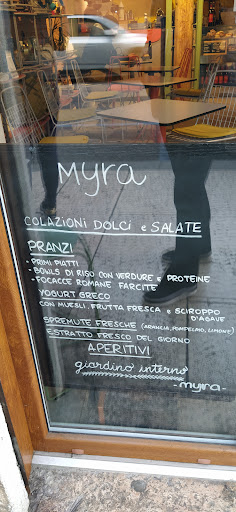 myra
COLAZIONI DOLCI e SALATE
PRANZI
- PRIMI PIATTI
- BOWLS DI RISO CON VERDURE e PROTEINE
- FOCACCE ROMANE FARCITE
YOGURT GRECO
CON MUESLI, FRUTTA FRESCA e SCIROPPO
D'AGAVE
SPREMUTE FRESCHE (ARANCIA, POMPELMO, LIMONE)
ESTRATTO FRESCO DEL GIORNO
APERITIVI
giardino interno
- myra -